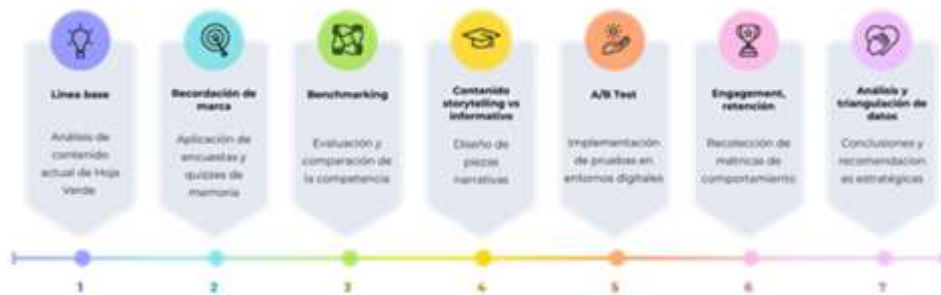 Línea base
Análisis de
contenido
actual de Hoja
Verde
Recordación de
marca
Aplicación de
encuestas y
quizzes de
memoria
Benchmarking
Evaluación y
comparación de
la competencia
Contenido
storytelling vs
informativo
Diseño de
piezas
narrativas
A/B Test
Implementación
de pruebas en
entornos digitales
Engagement,
retención
Recolección de
métricas de
comportamiento
Análisis y
triangulación de
datos
Conclusiones y
recomendacion
es estratégicas
1
2
3
4
5
6
7